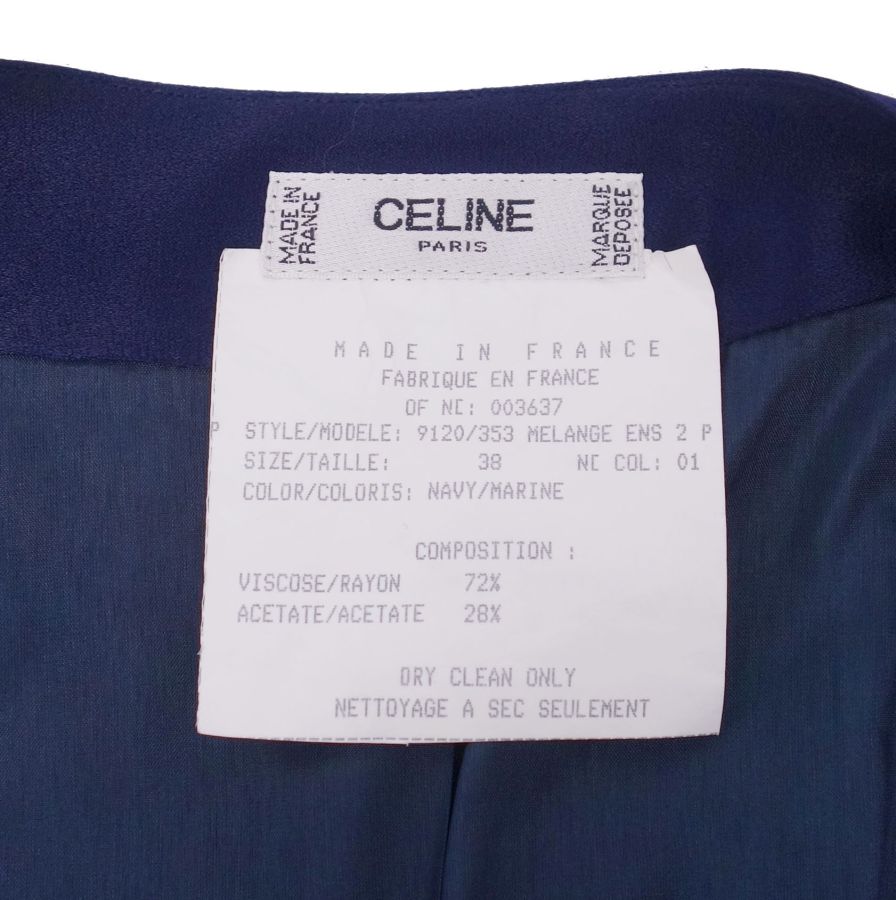 MADE IN
FRANCE
CELINE
PARIS
MARQUE
DEPOSEE
MADE IN FRANCE
FABRIQUE EN FRANCE
OF NC: 003637
P STYLE/MODELE: 9120/353 MELANGE ENS 2 P
SIZE/TAILLE: 38 NC COL: 01
COLOR/COLORIS: NAVY/MARINE
COMPOSITION :
VISCOSE/RAYON 72%
ACETATE/ACETATE 28%
DRY CLEAN ONLY
NETTOYAGE A SEC SEULEMENT